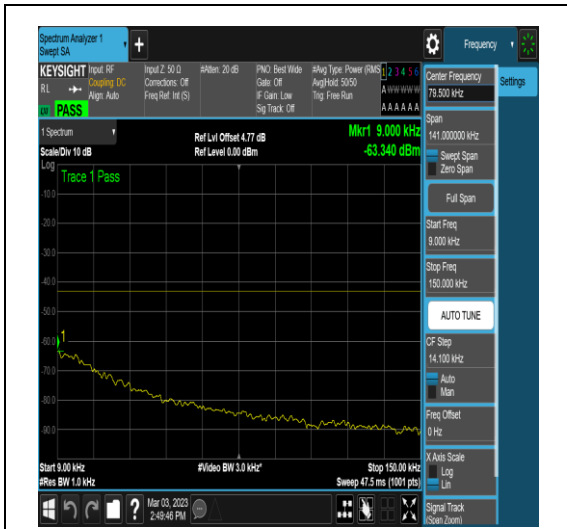 Spectrum Analyzer 1
Swept SA
Frequency
KEYSIGHT
Input: RF
Coupling: DC
Align: Auto
Input Z: 50 Ω
Corrections: Off
Freq Ref: Int (S)
#Atten: 20 dB
PNO: Best Wide
Gate: Off
IF Gain: Low
Sig Track: Off
#Avg Type: Power (RMS
Avg|Hold: 50/50
Trig: Free Run
1 2 3 4 5 6
A W W W W W
A A A A A A
R L
PASS
Center Frequency
79.500 kHz
Settings
Span
141.000000 kHz
Swept Span
Zero Span
Full Span
Start Freq
9.000 kHz
Stop Freq
150.000 kHz
AUTO TUNE
CF Step
14.100 kHz
Auto
Man
Freq Offset
0 Hz
X Axis Scale
Log
Lin
Signal Track
(Span Zoom)
1 Spectrum
Scale/Div 10 dB
Ref Lvl Offset 4.77 dB
Ref Level 0.00 dBm
Mkr1 9.000 kHz
-63.340 dBm
Log
Trace 1 Pass
-10.0
-20.0
-30.0
-40.0
-50.0
-60.0
-70.0
-80.0
-90.0
1
Start 9.00 kHz
#Res BW 1.0 kHz
#Video BW 3.0 kHz*
Stop 150.00 kHz
Sweep 47.5 ms (1001 pts)
?
Mar 03, 2023
2:49:46 PM